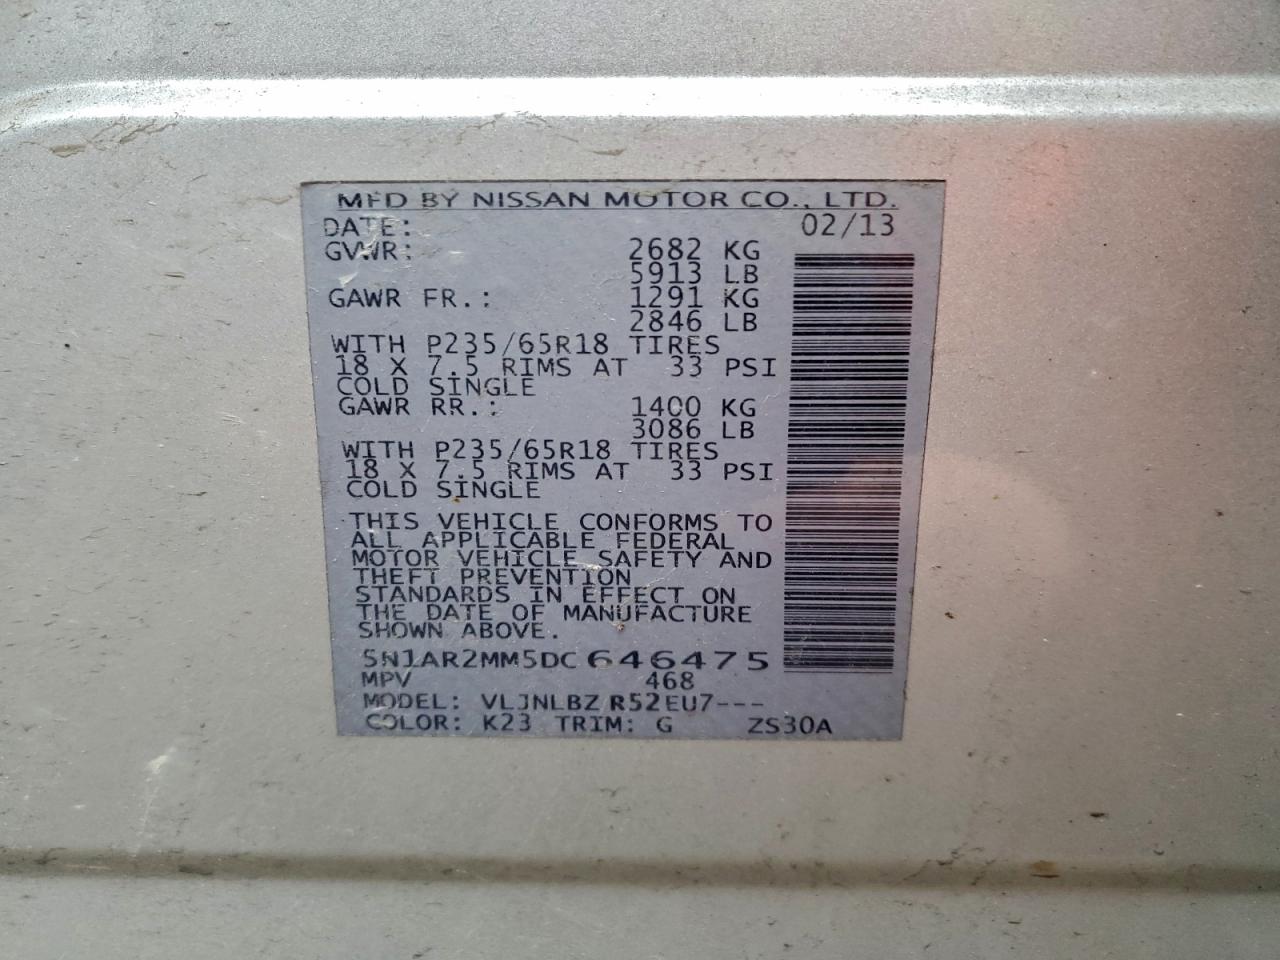 MFD BY NISSAN MOTOR CO., LTD.
DATE: 02/13
GVWR: 2682 KG
5913 LB
GAWR FR.: 1291 KG
2846 LB
WITH P235/65R18 TIRES
18 X 7.5 RIMS AT 33 PSI
COLD SINGLE
GAWR RR.: 1400 KG
3086 LB
WITH P235/65R18 TIRES
18 X 7.5 RIMS AT 33 PSI
COLD SINGLE
THIS VEHICLE CONFORMS TO
ALL APPLICABLE FEDERAL
MOTOR VEHICLE SAFETY AND
THEFT PREVENTION
STANDARDS IN EFFECT ON
THE DATE OF MANUFACTURE
SHOWN ABOVE.
5N1AR2MM5DC646475
MPV 468
MODEL: VLJNLBZ R52EU7---
COLOR: K23 TRIM: G ZS30A